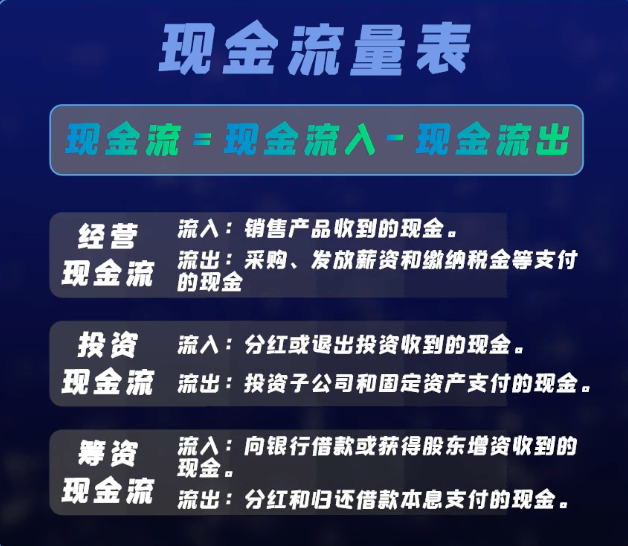 现金流量表
现金流=现金流入-现金流出
经营
现金流
流入：销售产品收到的现金。
流出：采购、发放薪资和缴纳税金等支付
的现金
投资
现金流
流入：分红或退出投资收到的现金。
流出：投资子公司和固定资产支付的现金。
筹资
现金流
流入：向银行借款或获得股东增资收到的
现金。
流出：分红和归还借款本息支付的现金。